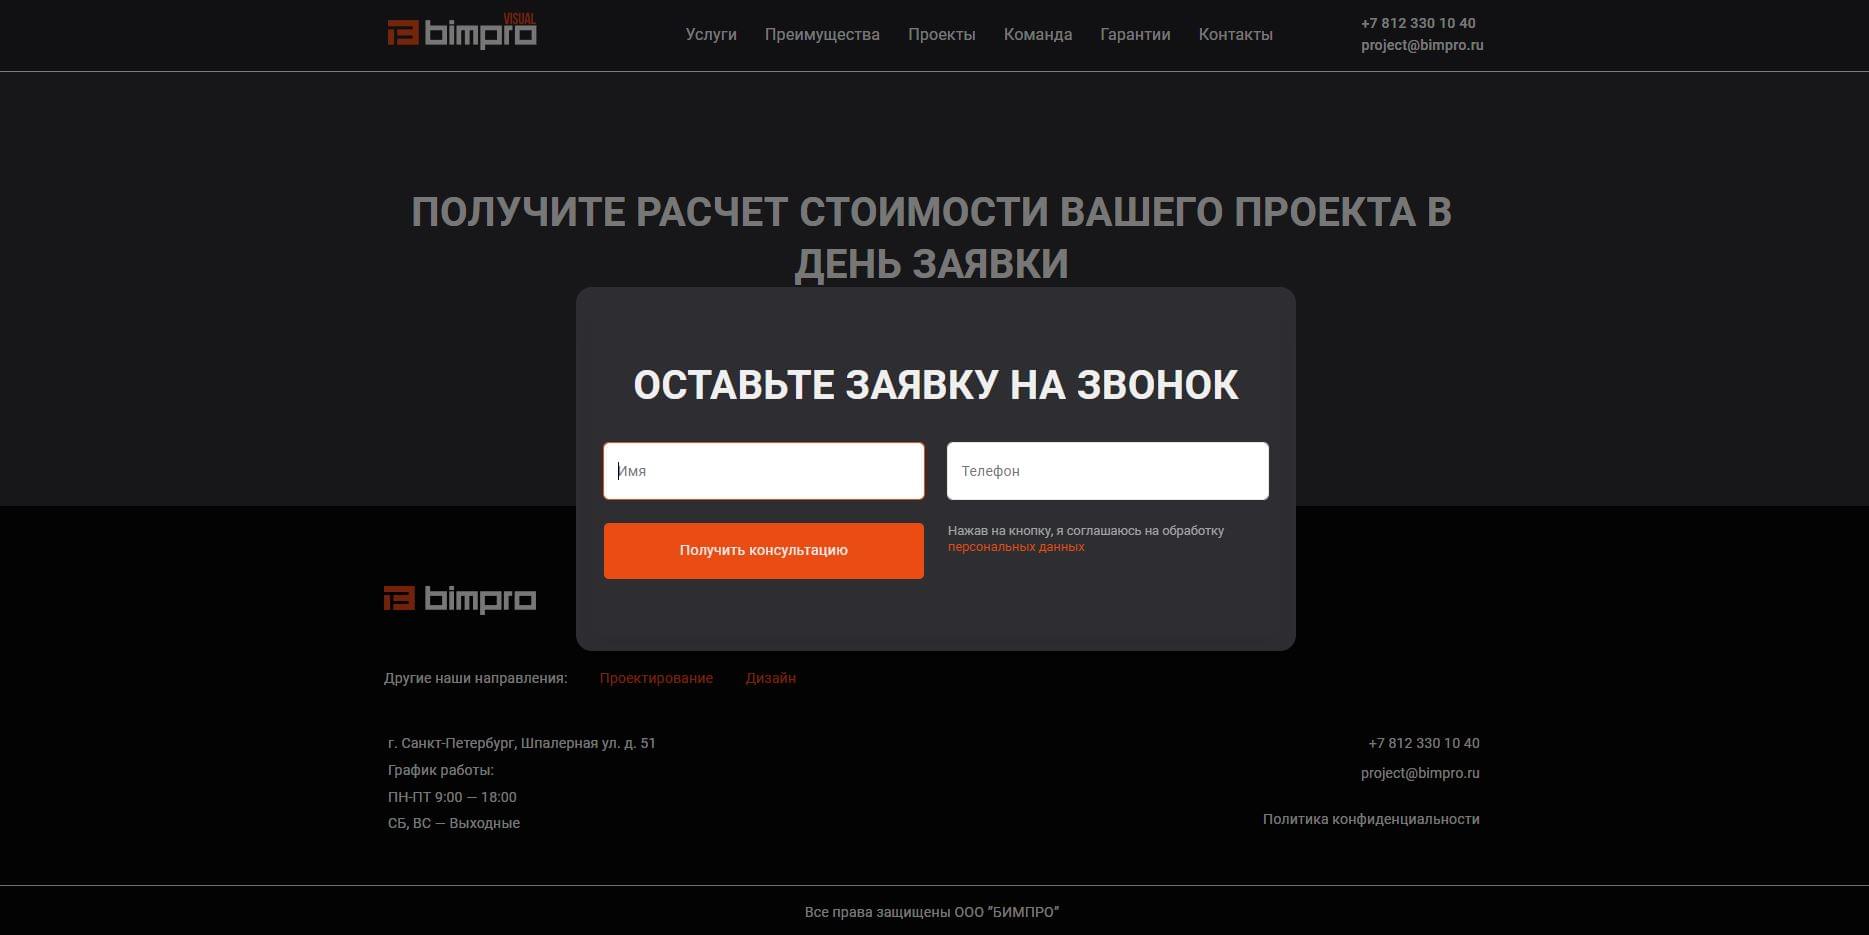 VISUAL
bimpro
Услуги Преимущества Проекты Команда Гарантии Контакты
+7 812 330 10 40
project@bimpro.ru
ПОЛУЧИТЕ РАСЧЕТ СТОИМОСТИ ВАШЕГО ПРОЕКТА В
ДЕНЬ ЗАЯВКИ
ОСТАВЬТЕ ЗАЯВКУ НА ЗВОНОК
Имя
Телефон
Получить консультацию
Нажав на кнопку, я соглашаюсь на обработку
персональных данных
bimpro
Другие наши направления: Проектирование Дизайн
г. Санкт-Петербург, Шпалерная ул. д. 51
График работы:
ПН-ПТ 9:00 — 18:00
СБ, ВС — Выходные
+7 812 330 10 40
project@bimpro.ru
Политика конфиденциальности
Все права защищены ООО "БИМПРО"